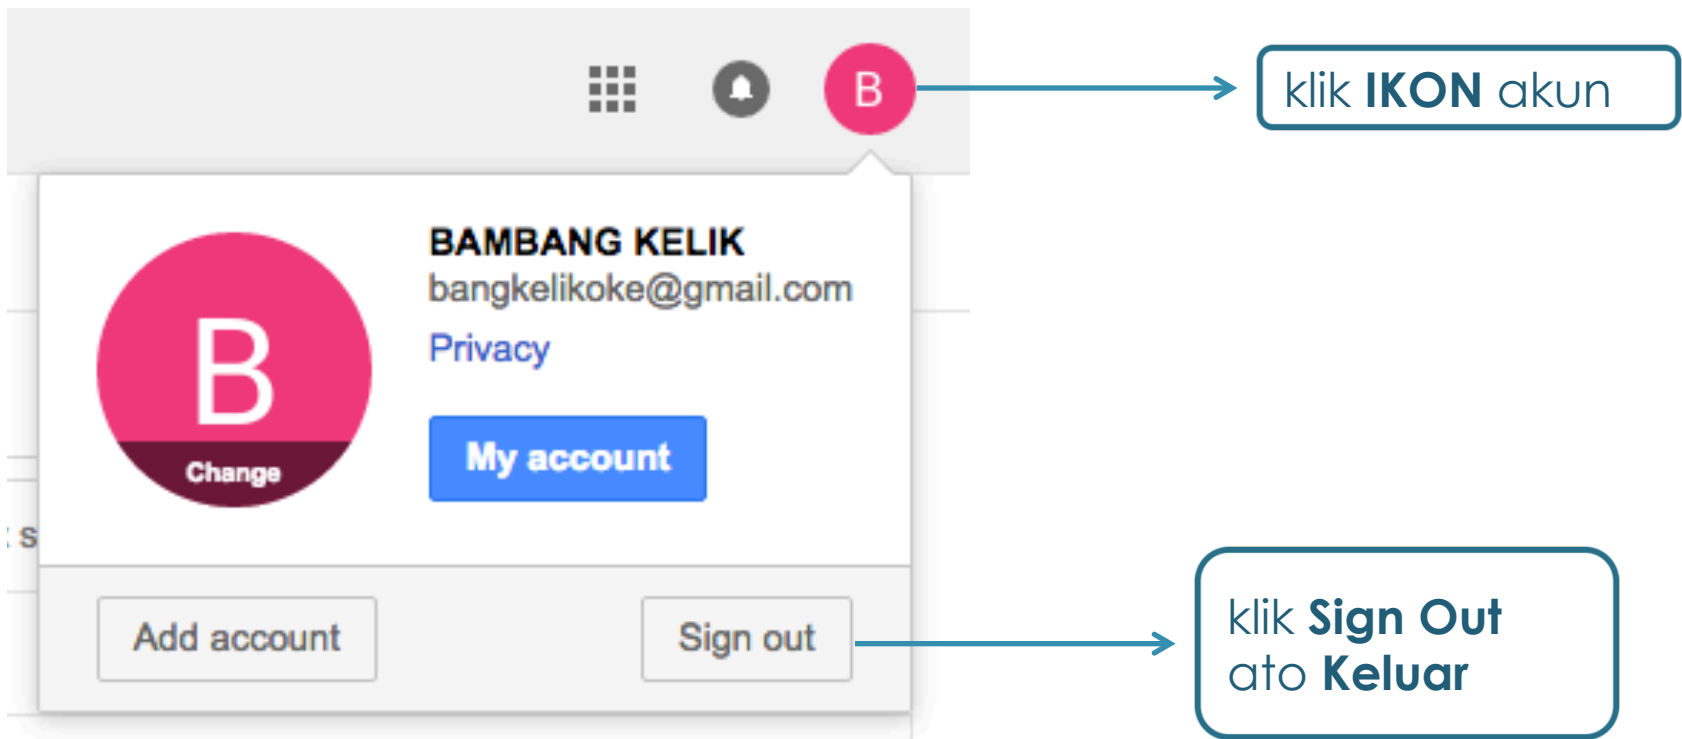 B
klik IKON akun
BAMBANG KELIK
bangkelikoke@gmail.com
Privacy
B
Change
My account
s
Add account
Sign out
klik Sign Out
ato Keluar